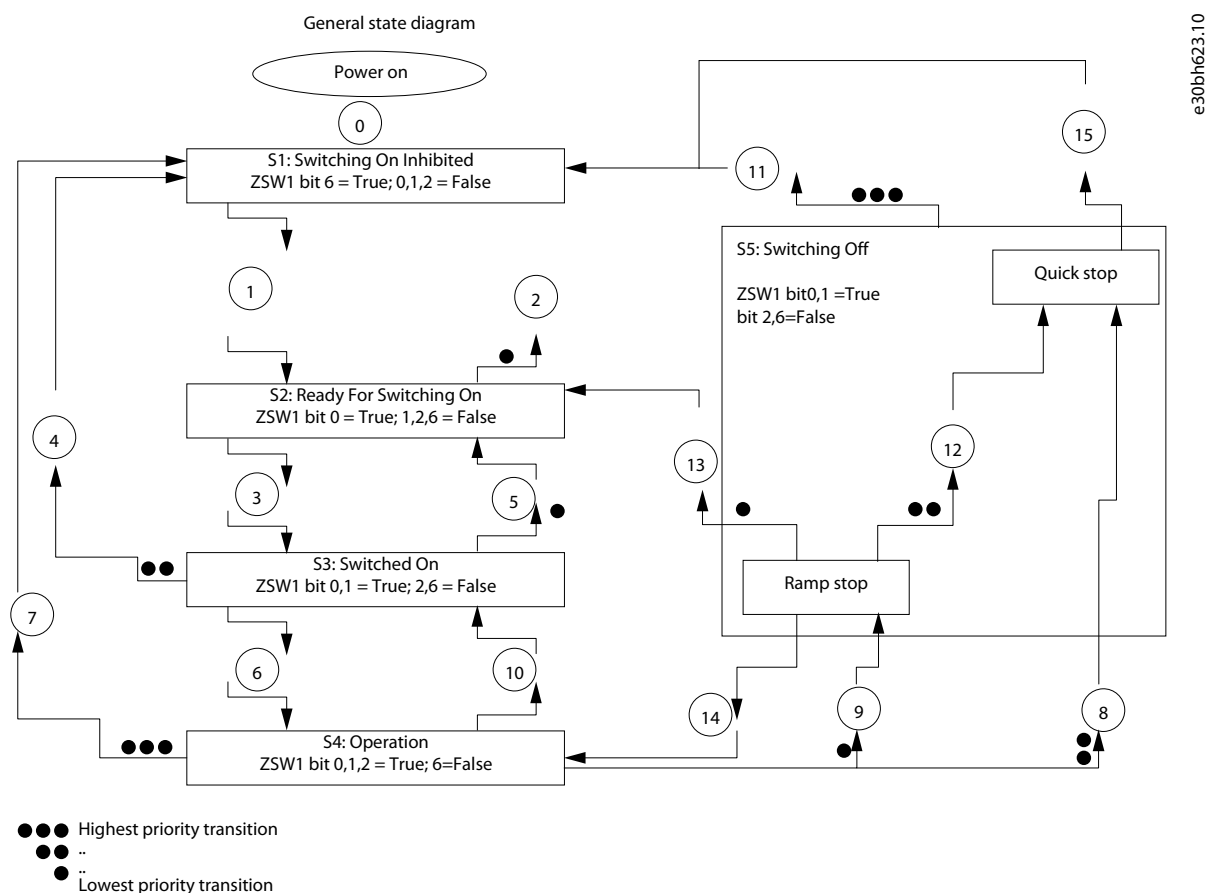 General state diagram
e30bh623.10
Power on
0
15
S1: Switching On Inhibited
ZSW1 bit 6 = True; 0,1,2 = False
11
S5: Switching Off
ZSW1 bit0,1 =True
bit 2,6=False
Quick stop
1
2
S2: Ready For Switching On
ZSW1 bit 0 = True; 1,2,6 = False
4
13
12
3
5
S3: Switched On
ZSW1 bit 0,1 = True; 2,6 = False
Ramp stop
7
6
10
14
9
8
S4: Operation
ZSW1 bit 0,1,2 = True; 6=False
Highest priority transition
..
..
Lowest priority transition